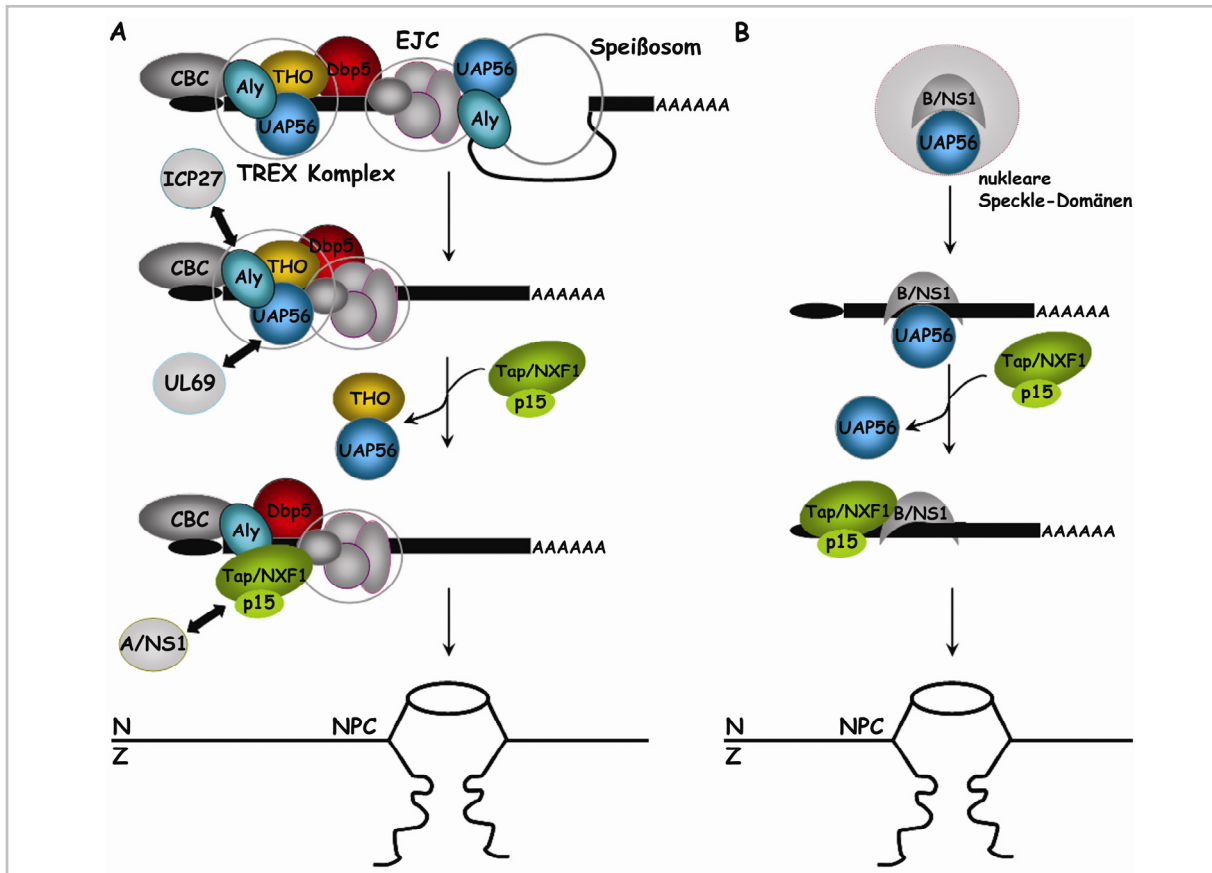 A
CBC
Aly
THO
Dbp5
UAP56
EJC
UAP56
Aly
Speißosom
AAAAAA
TREX Komplex
ICP27
CBC
Aly
THO
Dbp5
UAP56
AAAAAA
UL69
THO
UAP56
Tap/NXF1
p15
CBC
Aly
Dbp5
Tap/NXF1
p15
AAAAAA
A/NS1
N
Z
NPC
B
B/NS1
UAP56
nukleare
Speckle-Domänen
B/NS1
UAP56
AAAAAA
Tap/NXF1
p15
UAP56
Tap/NXF1
p15
B/NS1
AAAAAA
N
Z
NPC